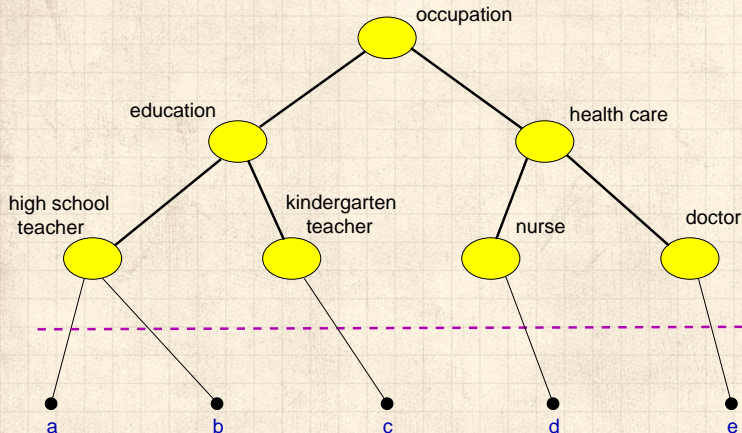 occupation
education
health care
high school
teacher
kindergarten
teacher
nurse
doctor
a
b
c
d
e